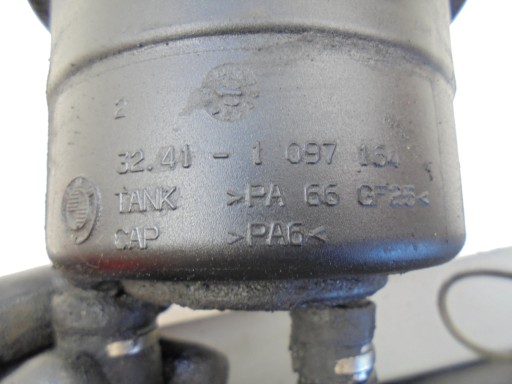 2
32.41 - 1 097 164
TANK >PA 66 GF25<
CAP >PA6<